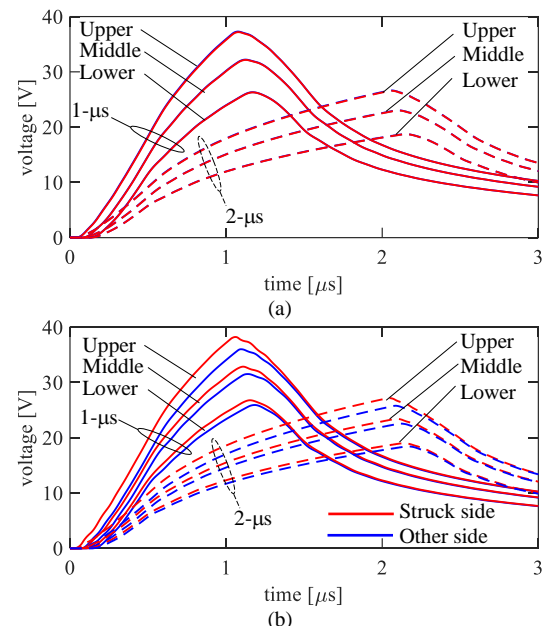 40
30
20
10
0
voltage [V]
Upper
Middle
Lower
1-μs
2-μs
Upper
Middle
Lower
0 1 2 3
time [μs]
(a)
40
30
20
10
0
voltage [V]
Upper
Middle
Lower
1-μs
2-μs
Upper
Middle
Lower
Struck side
Other side
0 1 2 3
time [μs]
(b)